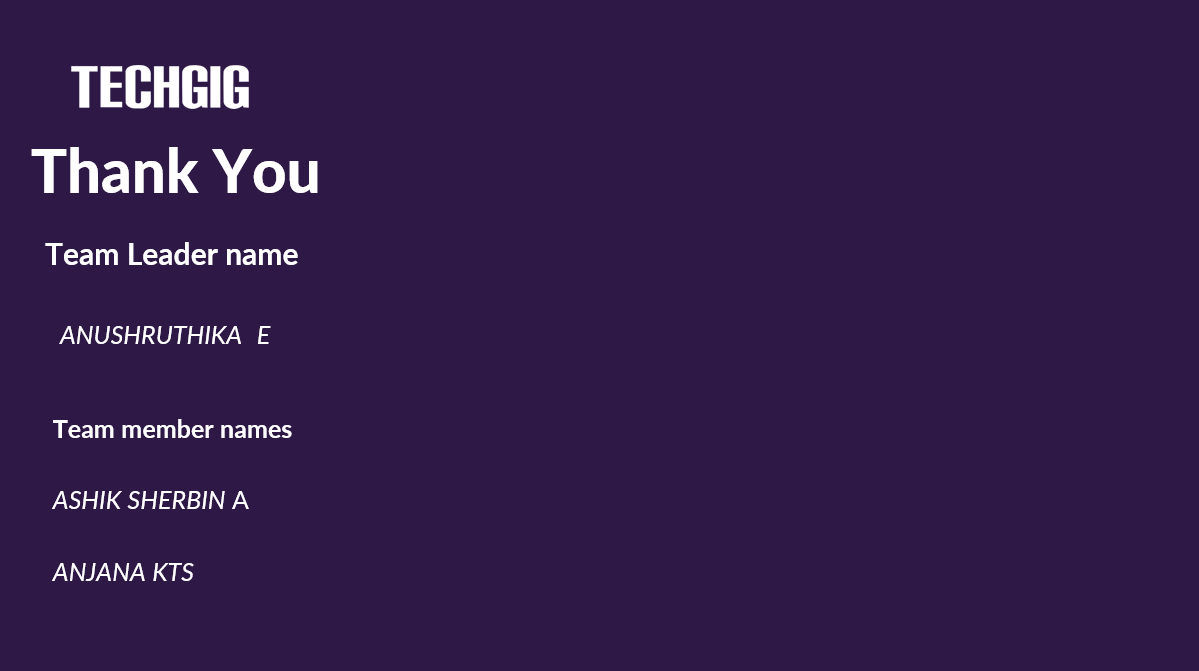 TECHGIG
Thank You
Team Leader name
ANUSHRUTHIKA E
Team member names
ASHIK SHERBIN A
ANJANA KTS